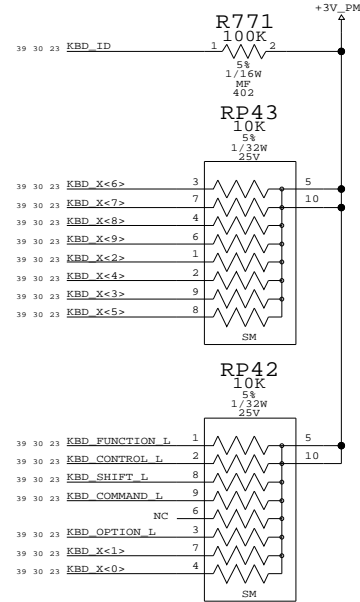 +3V_PM
R771
100K
39 30 23 KBD_ID 1 2
5%
1/16W
MF
402
RP43
10K
5%
1/32W
25V
39 30 23 KBD_X<6> 3 5
39 30 23 KBD_X<7> 7 10
39 30 23 KBD_X<8> 4
39 30 23 KBD_X<9> 6
39 30 23 KBD_X<2> 1
39 30 23 KBD_X<4> 2
39 30 23 KBD_X<3> 9
39 30 23 KBD_X<5> 8
SM
RP42
10K
5%
1/32W
25V
39 30 23 KBD_FUNCTION_L 1 5
39 30 23 KBD_CONTROL_L 2 10
39 30 23 KBD_SHIFT_L 8
39 30 23 KBD_COMMAND_L 9
NC 6
39 30 23 KBD_OPTION_L 3
39 30 23 KBD_X<1> 7
39 30 23 KBD_X<0> 4
SM